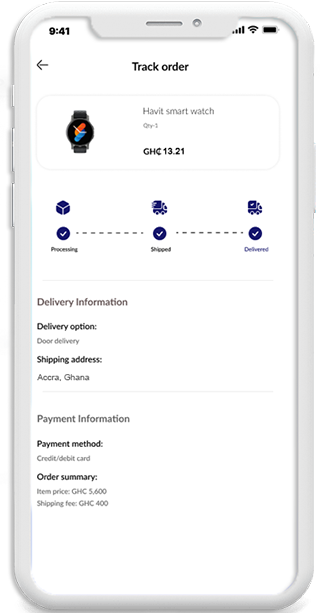 9:41
Track order
Havit smart watch
Qty-1
GH₵ 13.21
Processing
Shipped
Delivered
Delivery Information
Delivery option:
Door delivery
Shipping address:
Accra, Ghana
Payment Information
Payment method:
Credit/debit card
Order summary:
Item price: GHC 5,600
Shipping fee: GHC 400